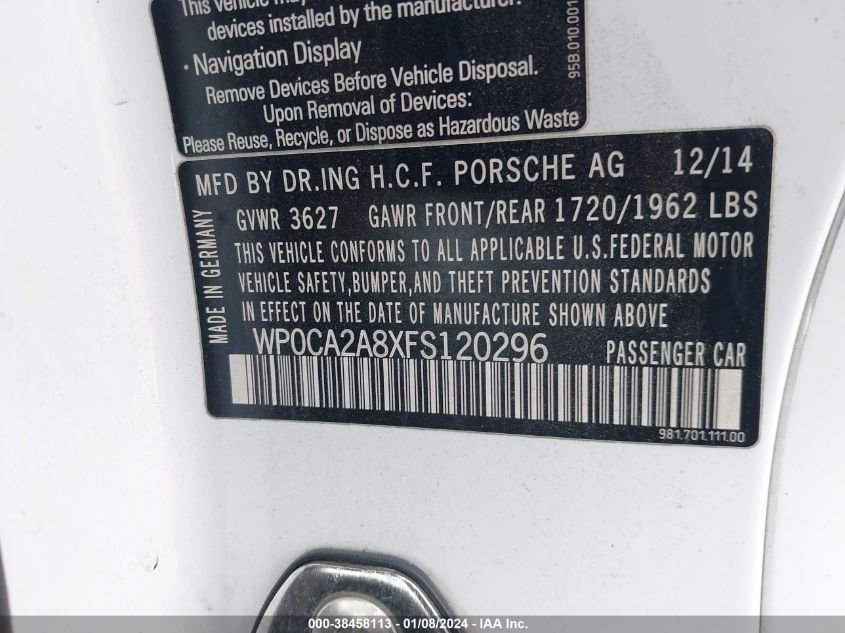 This vehicle may
devices installed by the manufacturer.
· Navigation Display
Remove Devices Before Vehicle Disposal.
Upon Removal of Devices:
Please Reuse, Recycle, or Dispose as Hazardous Waste
95B.010.001
MFD BY DR.ING H.C.F. PORSCHE AG 12/14
GVWR 3627 GAWR FRONT/REAR 1720/1962 LBS
THIS VEHICLE CONFORMS TO ALL APPLICABLE U.S.FEDERAL MOTOR
VEHICLE SAFETY,BUMPER,AND THEFT PREVENTION STANDARDS
IN EFFECT ON THE DATE OF MANUFACTURE SHOWN ABOVE
MADE IN GERMANY
WP0CA2A8XFS120296 PASSENGER CAR
981.701.111.00
000-38458113 - 01/08/2024 - IAA Inc.